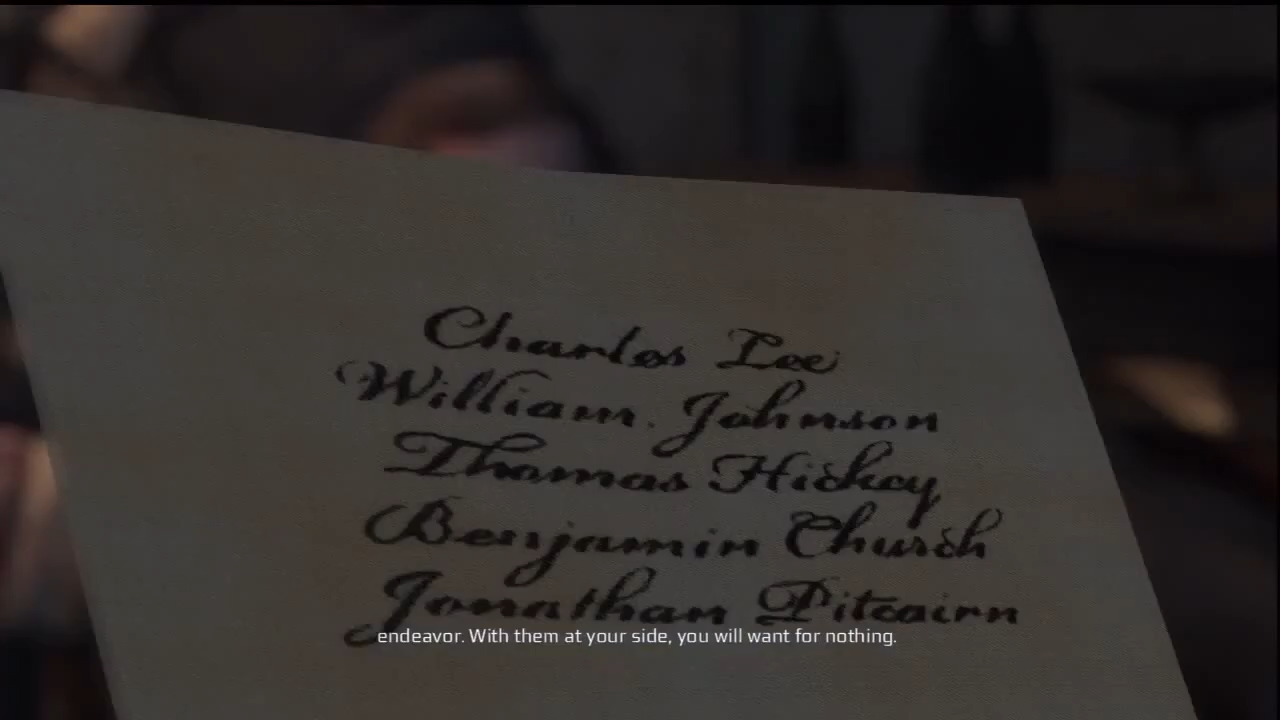 Charles Lee
William Johnson
Thomas Hickey
Benjamin Church
Jonathan Pitcairn
endeavor. With them at your side, you will want for nothing.